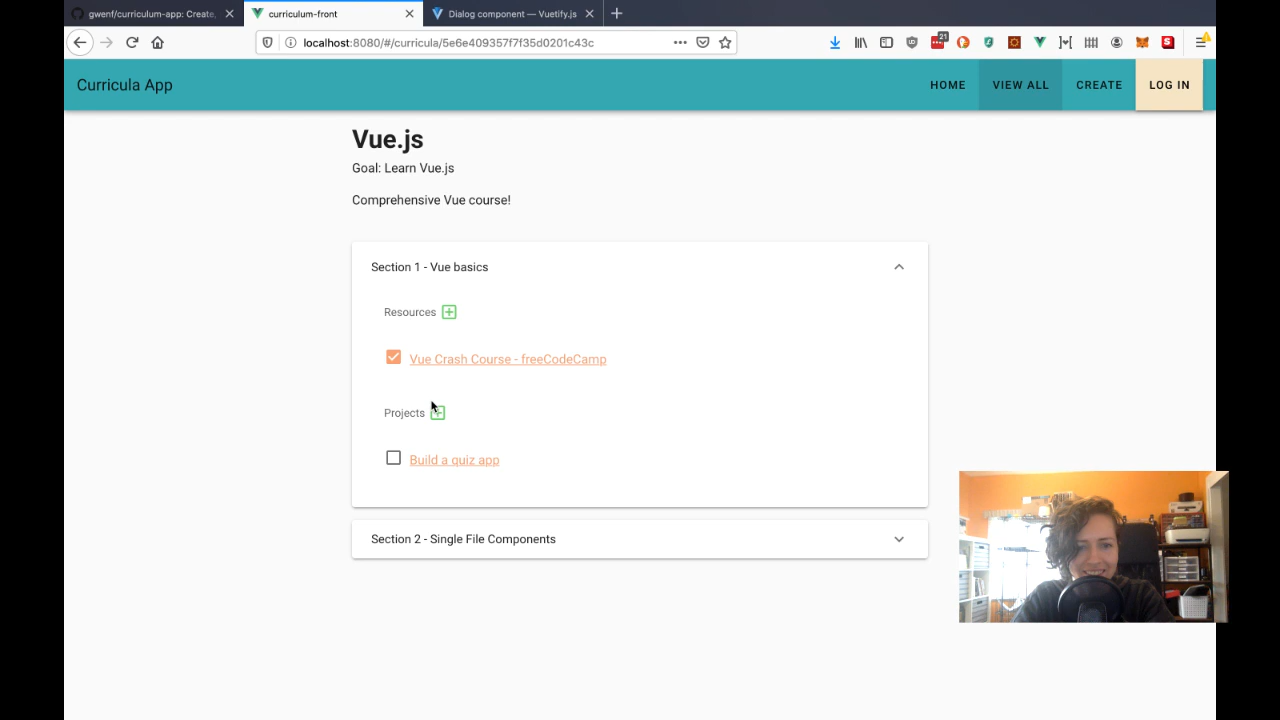 gwenf/curriculum-app: Create,
curriculum-front
Dialog component — Vuetify.js
localhost:8080/#/curricula/5e6e409357f7f35d0201c43c
21
Curricula App
HOME
VIEW ALL
CREATE
LOG IN
Vue.js
Goal: Learn Vue.js
Comprehensive Vue course!
Section 1 - Vue basics
Resources
Vue Crash Course - freeCodeCamp
Projects
Build a quiz app
Section 2 - Single File Components